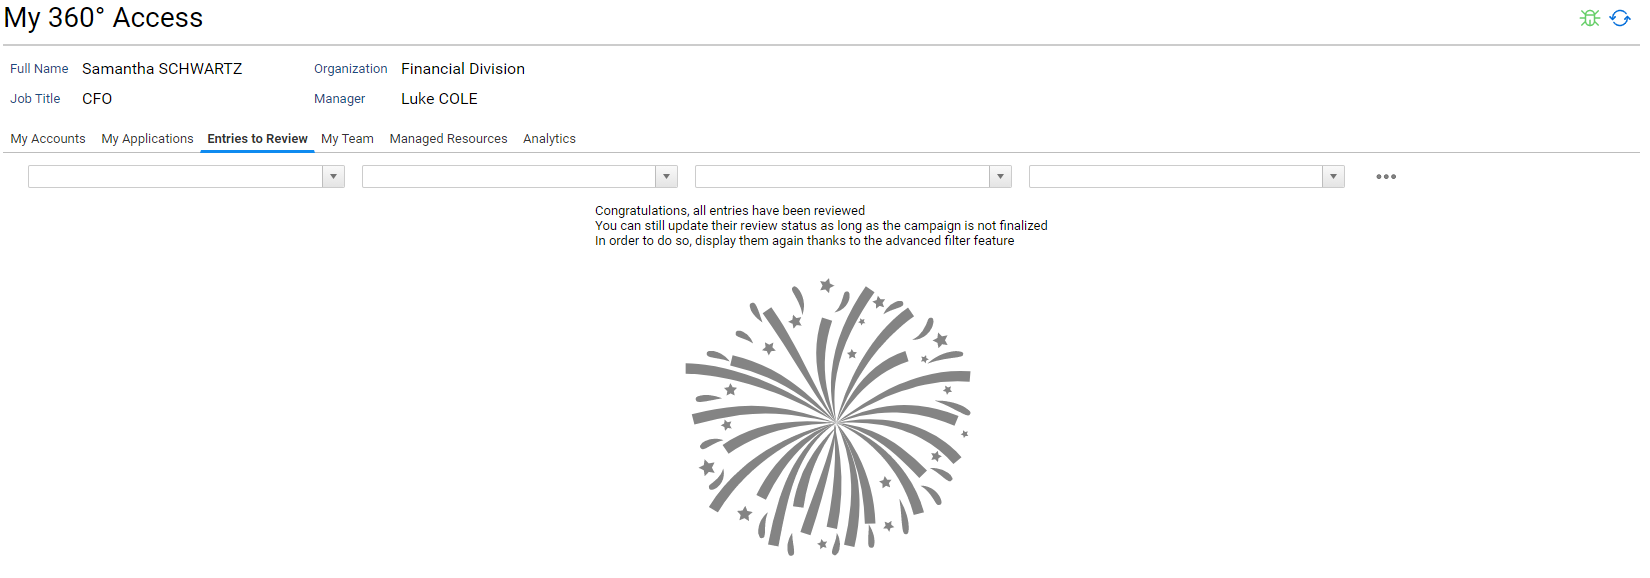 My 360° Access
Full Name Samantha SCHWARTZ Organization Financial Division
Job Title CFO Manager Luke COLE
My Accounts My Applications Entries to Review My Team Managed Resources Analytics
Congratulations, all entries have been reviewed
You can still update their review status as long as the campaign is not finalized
In order to do so, display them again thanks to the advanced filter feature